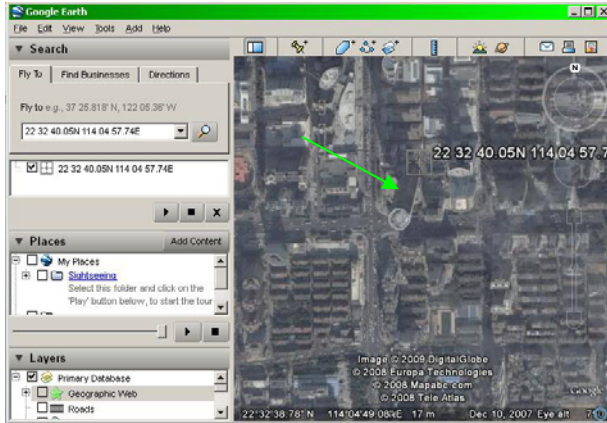 Google Earth
File Edit View Tools Add Help
Search
Fly To Find Businesses Directions
Fly to e.g., 37 25.818' N, 122 05.36' W
22 32 40.05N 114 04 57.74E
22 32 40.05N 114 04 57.74E
Places Add Content
My Places
Sightseeing
Select this folder and click on the
'Play' button below, to start the tour
Layers
Primary Database
Geographic Web
Roads
N
22 32 40.05N 114 04 57.7
Image © 2009 DigitalGlobe
© 2008 Europa Technologies
© 2008 Mapabc.com
© 2008 Tele Atlas
Google
22°32'38.78" N 114°04'49.08" E 17 m Dec 10, 2007 Eye alt